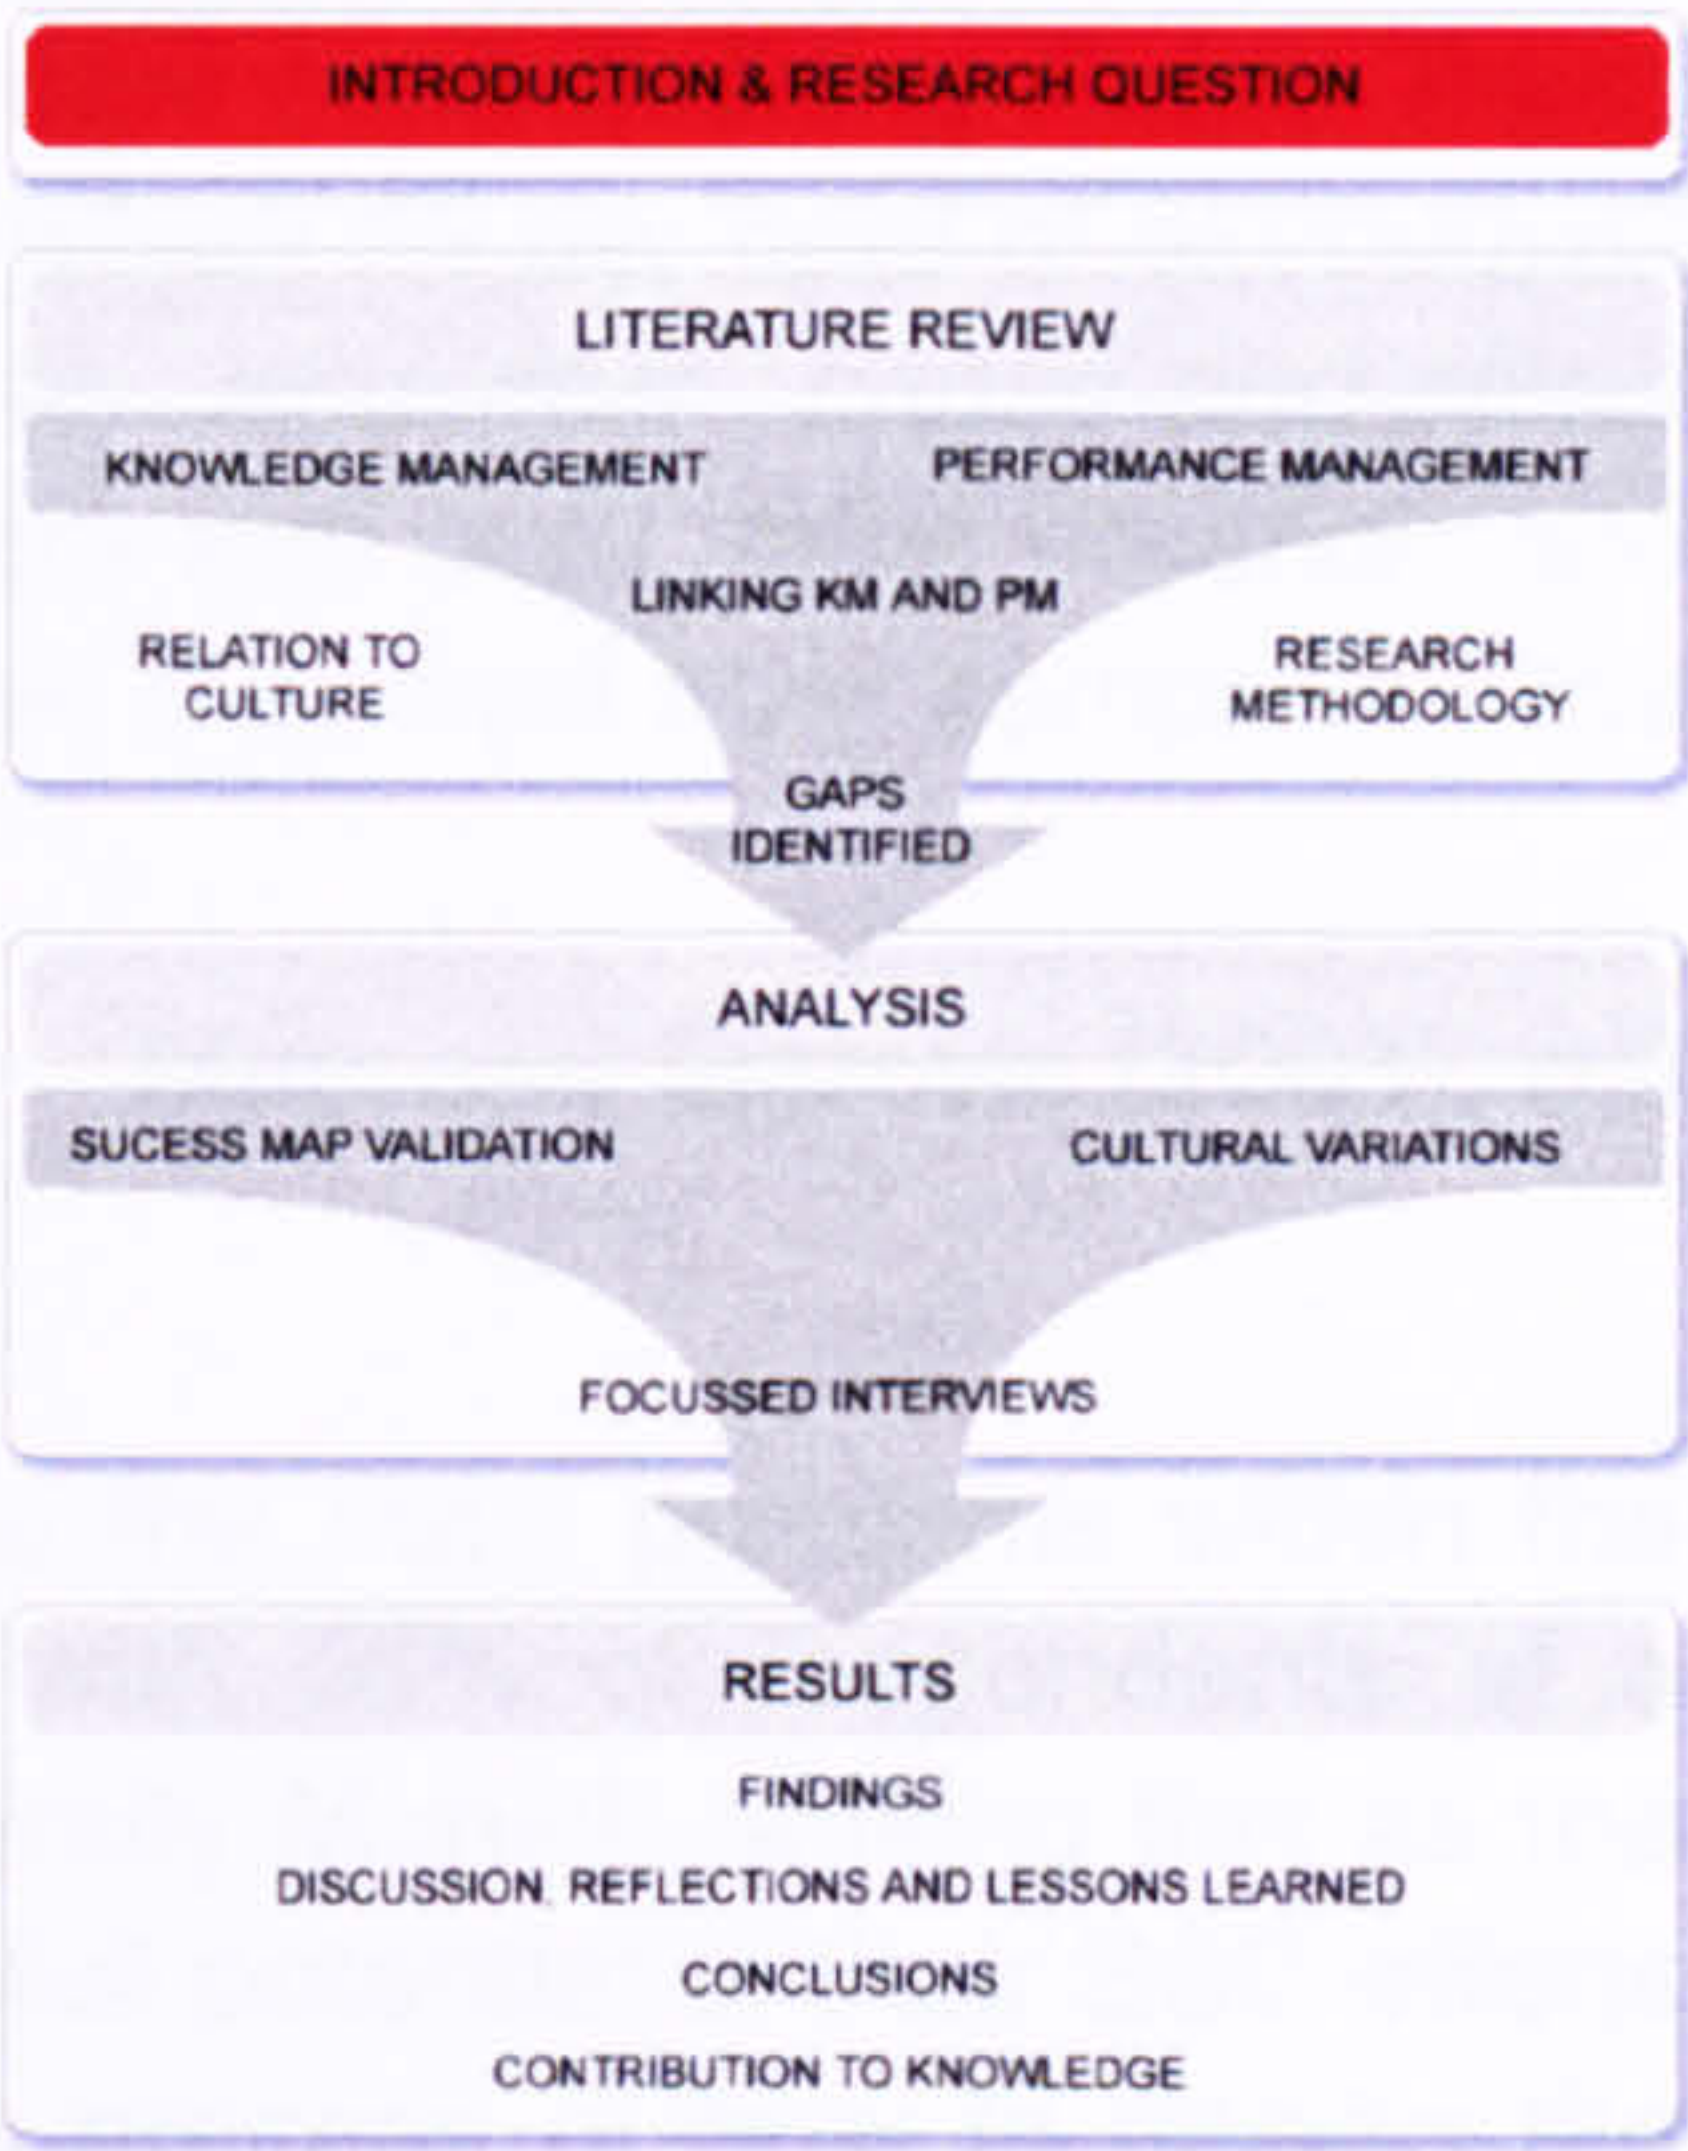 INTRODUCTION & RESEARCH QUESTION
LITERATURE REVIEW
KNOWLEDGE MANAGEMENT
PERFORMANCE MANAGEMENT
LINKING KM AND PM
RELATION TO
CULTURE
RESEARCH
METHODOLOGY
GAPS
IDENTIFIED
ANALYSIS
SUCESS MAP VALIDATION
CULTURAL VARIATIONS
FOCUSSED INTERVIEWS
RESULTS
FINDINGS
DISCUSSION, REFLECTIONS AND LESSONS LEARNED
CONCLUSIONS
CONTRIBUTION TO KNOWLEDGE